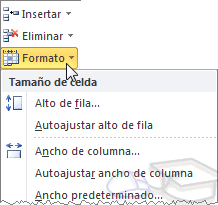 Insertar
Eliminar
Formato
Tamaño de celda
Alto de fila...
Autoajustar alto de fila
Ancho de columna...
Autoajustar ancho de columna
Ancho predeterminado...